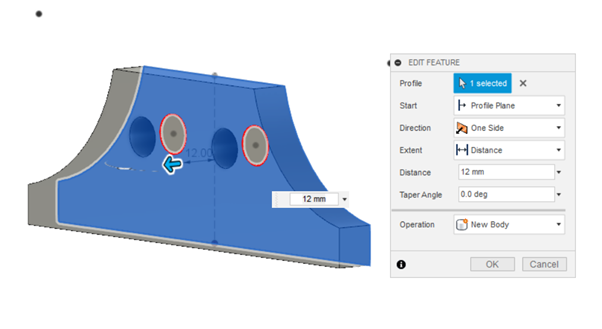 12.00
12 mm
EDIT FEATURE
Profile 1 selected
Start Profile Plane
Direction One Side
Extent Distance
Distance 12 mm
Taper Angle 0.0 deg
Operation New Body
OK Cancel